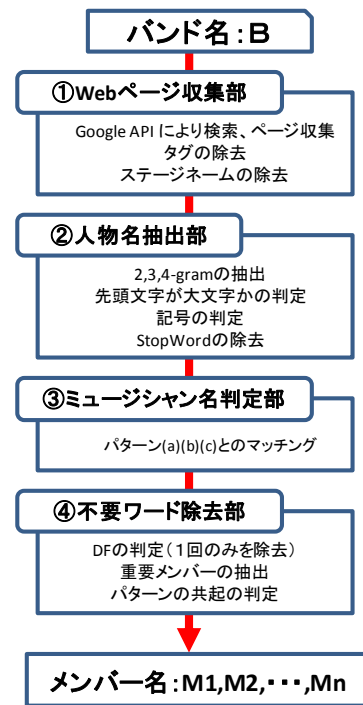 バンド名：B
①Webページ収集部
Google API により検索、ページ収集
タグの除去
ステージネームの除去
②人物名抽出部
2,3,4-gramの抽出
先頭文字が大文字かの判定
記号の判定
StopWordの除去
③ミュージシャン名判定部
パターン(a)(b)(c)とのマッチング
④不要ワード除去部
DFの判定（１回のみを除去）
重要メンバーの抽出
パターンの共起の判定
メンバー名：M1,M2,・・・,Mn